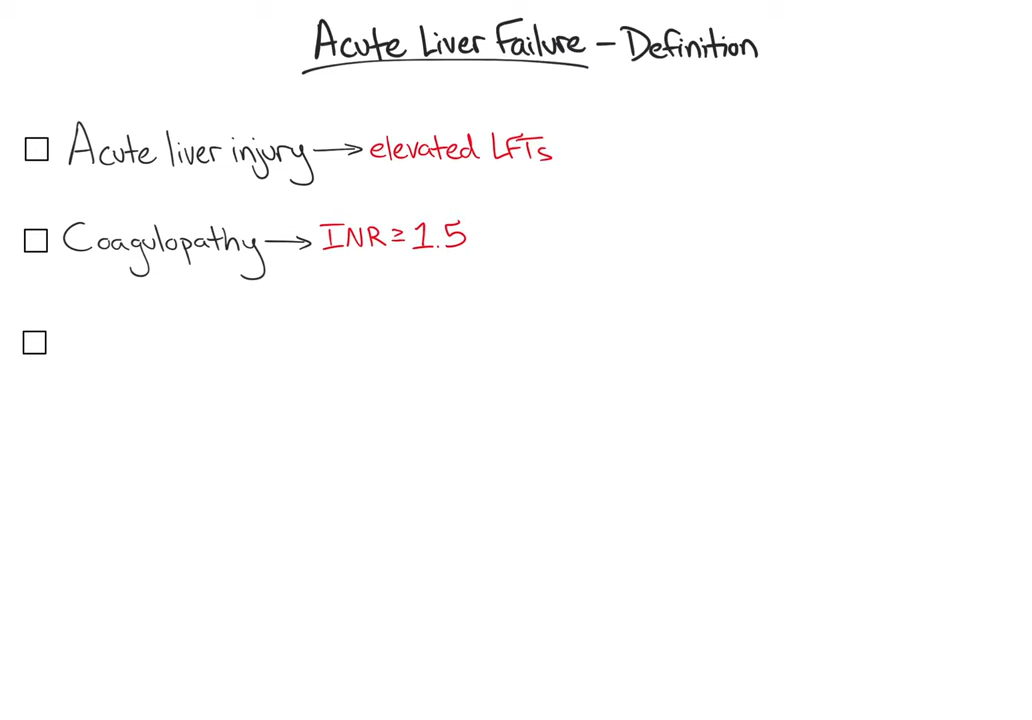 Acute Liver Failure – Definition
Acute liver injury → elevated LFTs
Coagulopathy → INR ≥ 1.5